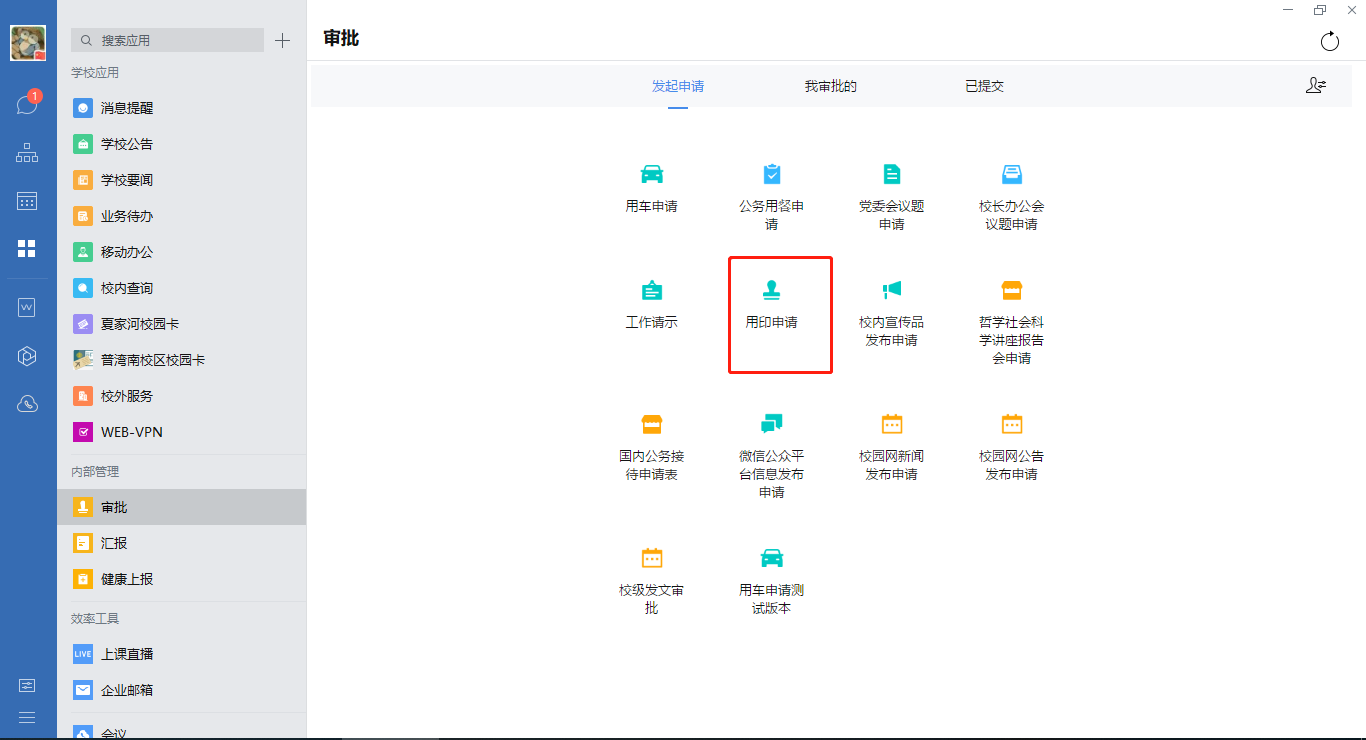 1
搜索应用
学校应用
消息提醒
学校公告
学校要闻
业务待办
移动办公
校内查询
夏家河校园卡
普湾南校区校园卡
校外服务
WEB-VPN
内部管理
审批
汇报
健康上报
效率工具
LIVE
上课直播
企业邮箱
会议
W
审批
发起申请
我审批的
已提交
用车申请
公务用餐申
请
党委会议题
申请
校长办公会
议题申请
工作请示
用印申请
校内宣传品
发布申请
哲学社会科
学讲座报告
会申请
国内公务接
待申请表
微信公众平
台信息发布
申请
校园网新闻
发布申请
校园网公告
发布申请
校级发文审
批
用车申请测
试版本